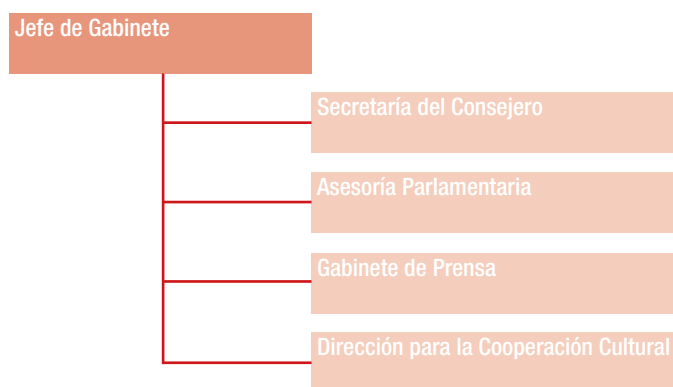 Jefe de Gabinete
Secretaría del Consejero
Asesoría Parlamentaria
Gabinete de Prensa
Dirección para la Cooperación Cultural